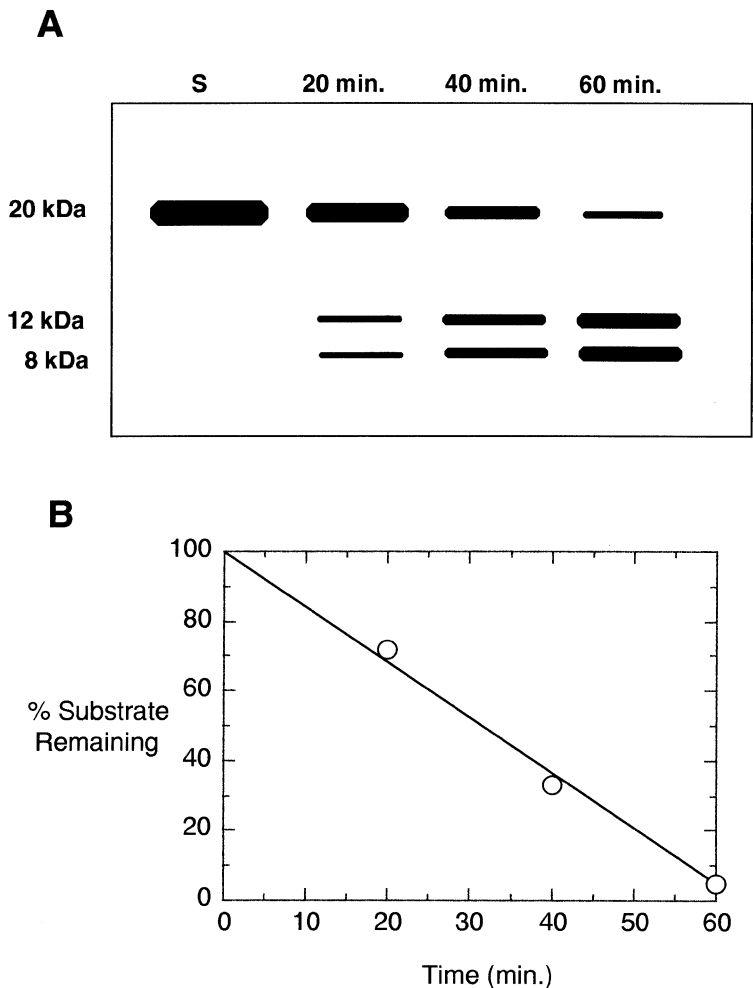 A
S 20 min. 40 min. 60 min.
20 kDa
12 kDa
8 kDa
B
100
80
60
40
20
0
% Substrate
Remaining
0 10 20 30 40 50 60
Time (min.)